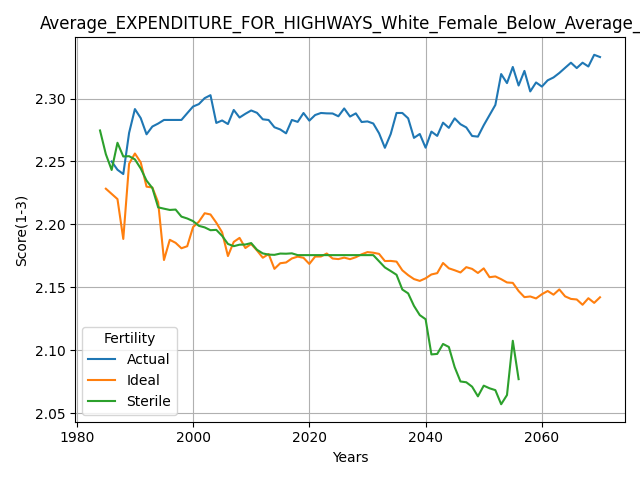 Average_EXPENDITURE_FOR_HIGHWAYS_White_Female_Below_Average_
2.30
2.25
2.20
2.15
2.10
2.05
Score(1-3)
Fertility
Actual
Ideal
Sterile
1980
2000
2020
2040
2060
Years